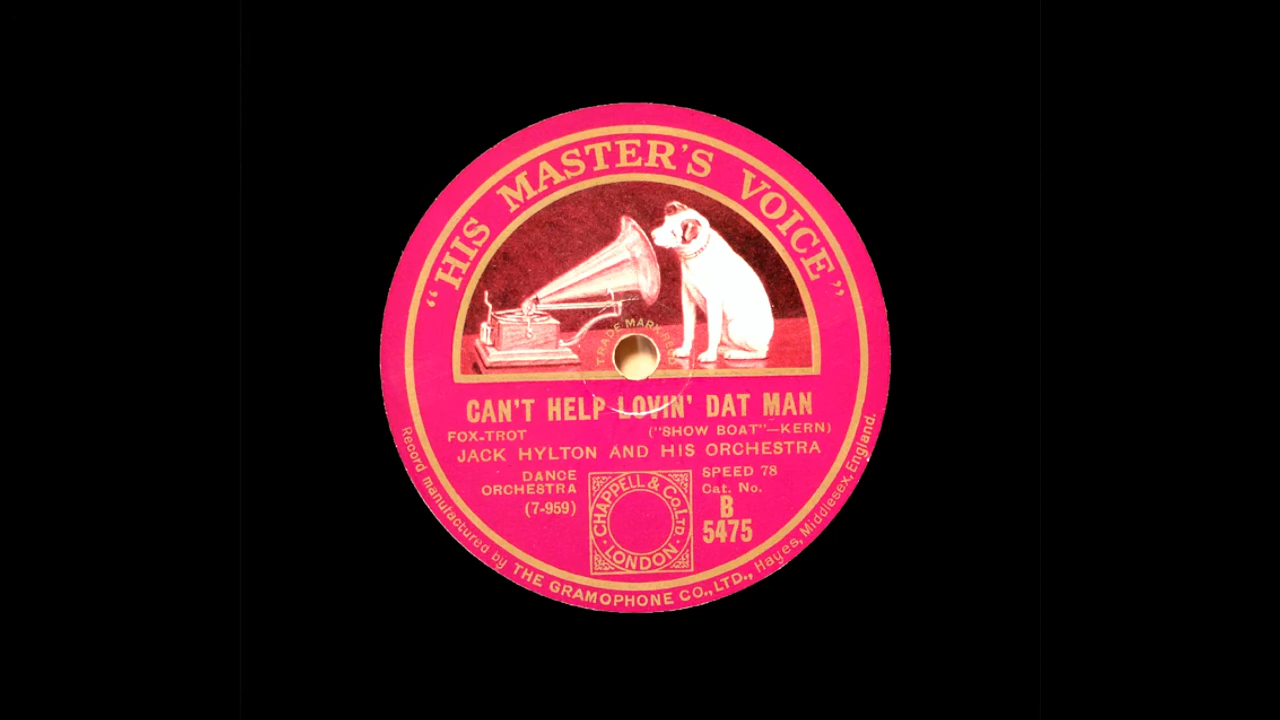 “HIS MASTER'S VOICE”
TRADE MARK REG
CAN'T HELP LOVIN' DAT MAN
FOX-TROT ("SHOW BOAT"—KERN)
JACK HYLTON AND HIS ORCHESTRA
DANCE
ORCHESTRA
(7-959)
CHAPPELL & Co. LTD.
· LONDON ·
SPEED 78
Cat. No.
B
5475
Record manufactured by THE GRAMOPHONE CO., LTD., Hayes, Middlesex, England.